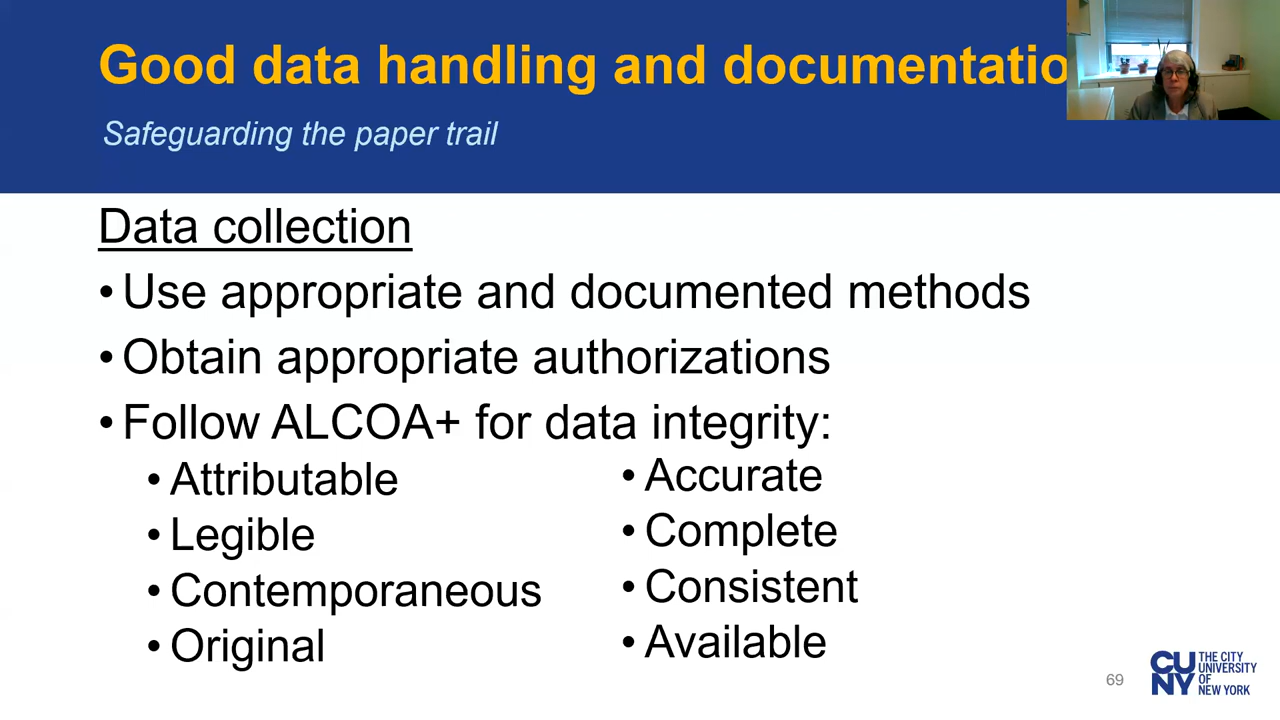 Good data handling and documentatio
Safeguarding the paper trail
Data collection
• Use appropriate and documented methods
• Obtain appropriate authorizations
• Follow ALCOA+ for data integrity:
• Attributable
• Legible
• Contemporaneous
• Original
• Accurate
• Complete
• Consistent
• Available
69
CU
NY
THE CITY
UNIVERSITY
OF
NEW YORK